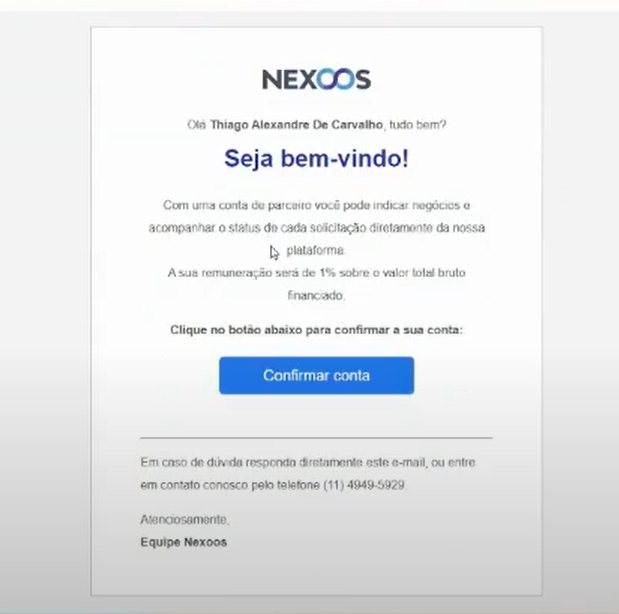 NEXOOS
Olá Thiago Alexandre De Carvalho, tudo bem?
Seja bem-vindo!
Com uma conta de parceiro você pode indicar negócios e
acompanhar o status de cada solicitação diretamente da nossa
plataforma.
A sua remuneração será de 1% sobre o valor total bruto
financiado.
Clique no botão abaixo para confirmar a sua conta:
Confirmar conta
Em caso de dúvida responda diretamente este e-mail, ou entre
em contato conosco pelo telefone (11) 4949-5929
Atenciosamente,
Equipe Nexoos